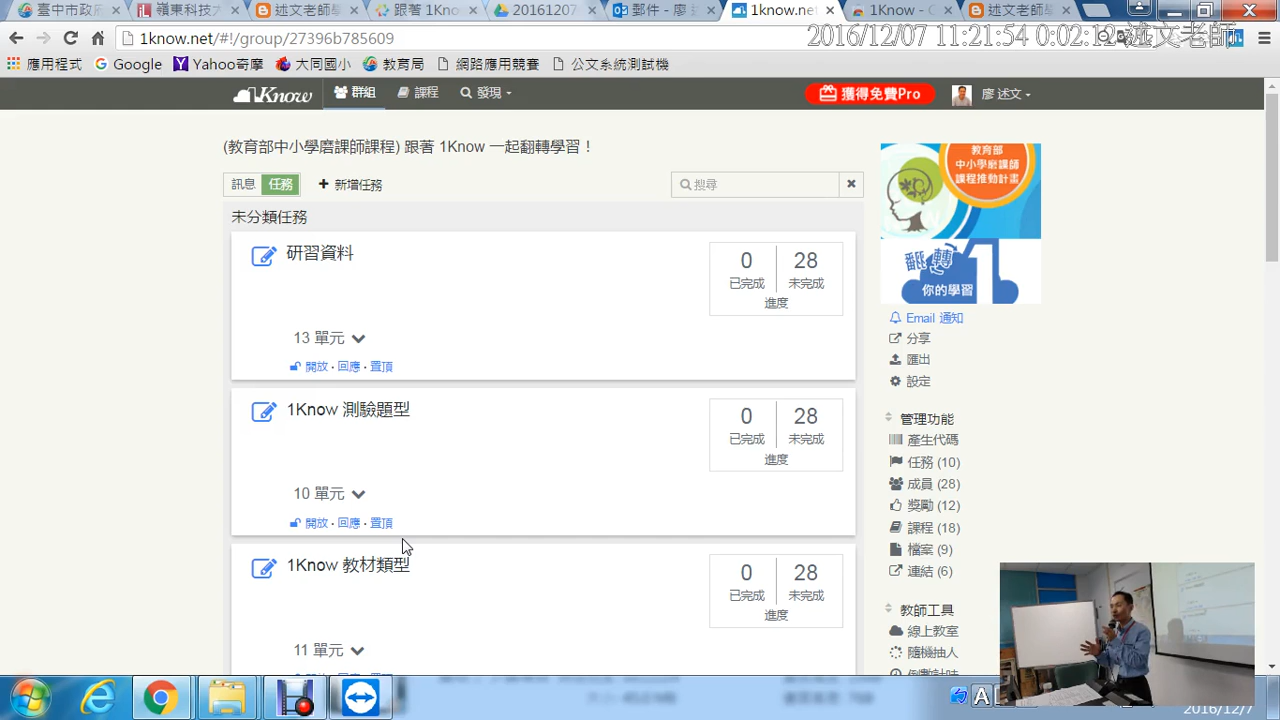 臺中市政府
嶺東科技大
述文老師學
跟著 1Kno
20161207
郵件 - 廖 述
1know.net
1Know - C
述文老師學
1know.net/#!/group/27396b785609
2016/12/07 11:21:54 0:02:12 述文老師
應用程式 Google Yahoo奇摩 大同國小 教育局 網路應用競賽 公文系統測試機
1Know 群組 課程 發現 獲得免費Pro 廖 述文
(教育部中小學磨課師課程) 跟著 1Know 一起翻轉學習！
訊息 任務 新增任務 搜尋
未分類任務
研習資料
0 28
已完成 未完成
進度
13 單元
開放 · 回應 · 置頂
1Know 測驗題型
0 28
已完成 未完成
進度
10 單元
開放 · 回應 · 置頂
1Know 教材類型
0 28
已完成 未完成
進度
11 單元
教育部
中小學磨課師
課程推動計畫
翻轉
你的學習
Email 通知
分享
匯出
設定
管理功能
產生代碼
任務 (10)
成員 (28)
獎勵 (12)
課程 (18)
檔案 (9)
連結 (6)
教師工具
線上教室
隨機抽人
倒數計時
A
2016/12/7